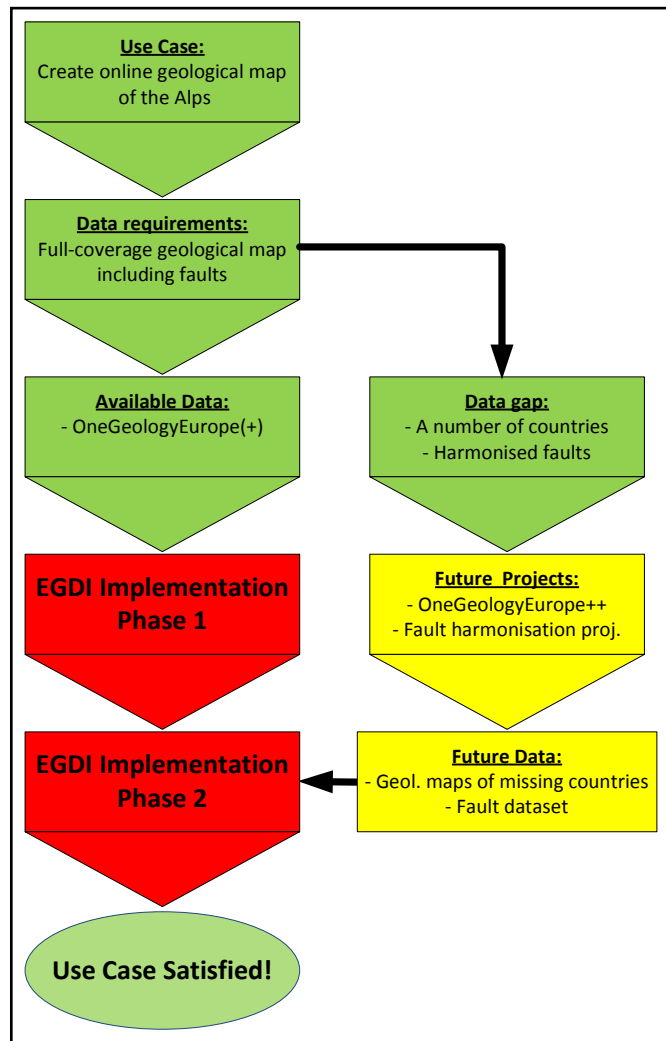 Use Case:
Create online geological map
of the Alps
Data requirements:
Full-coverage geological map
including faults
Available Data:
- OneGeologyEurope(+)
Data gap:
- A number of countries
- Harmonised faults
EGDI Implementation
Phase 1
Future Projects:
- OneGeologyEurope++
- Fault harmonisation proj.
EGDI Implementation
Phase 2
Future Data:
- Geol. maps of missing countries
- Fault dataset
Use Case Satisfied!